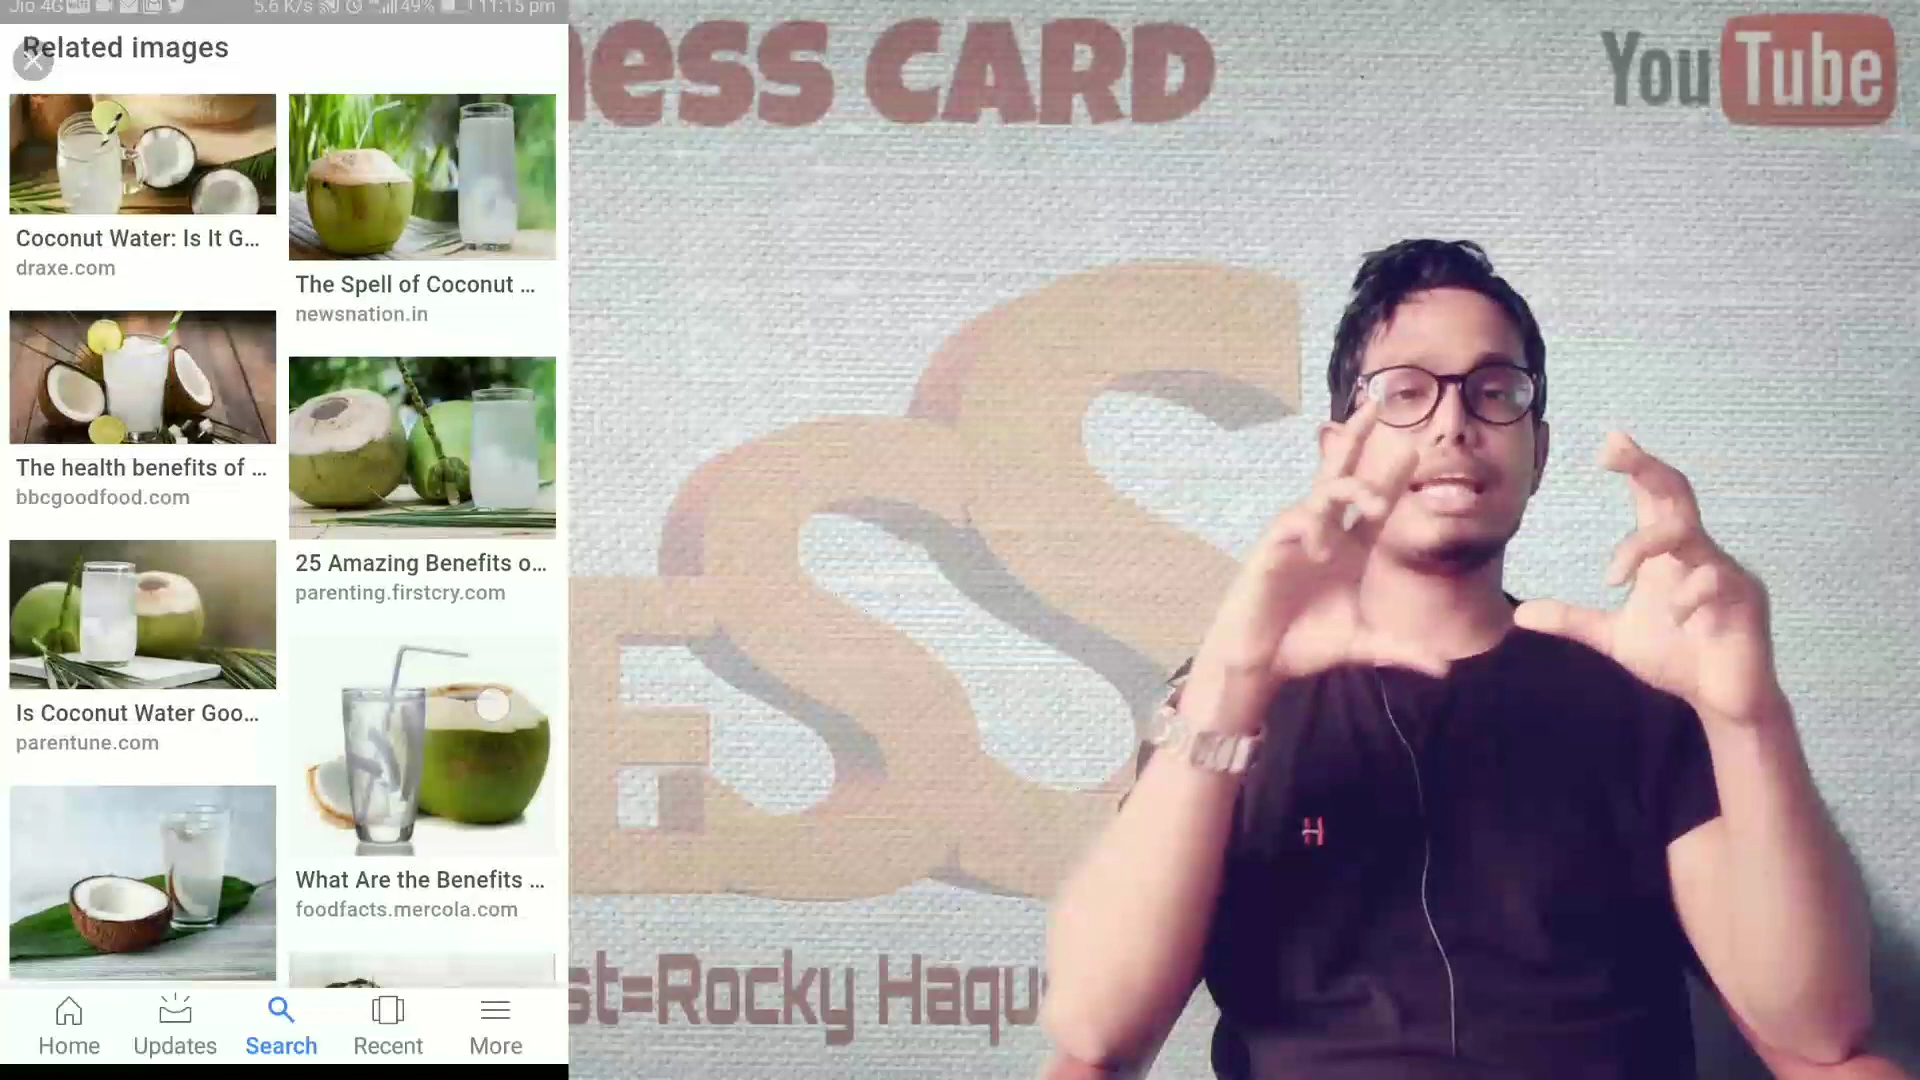 Jio 4G 5.6 K/s 49% 11:15 pm
Related images
Coconut Water: Is It G...
draxe.com
The Spell of Coconut ...
newsnation.in
The health benefits of ...
bbcgoodfood.com
25 Amazing Benefits o...
parenting.firstcry.com
Is Coconut Water Goo...
parentune.com
What Are the Benefits ...
foodfacts.mercola.com
Home Updates Search Recent More
ness CARD
YouTube
FSS
st=Rocky Haqu
H